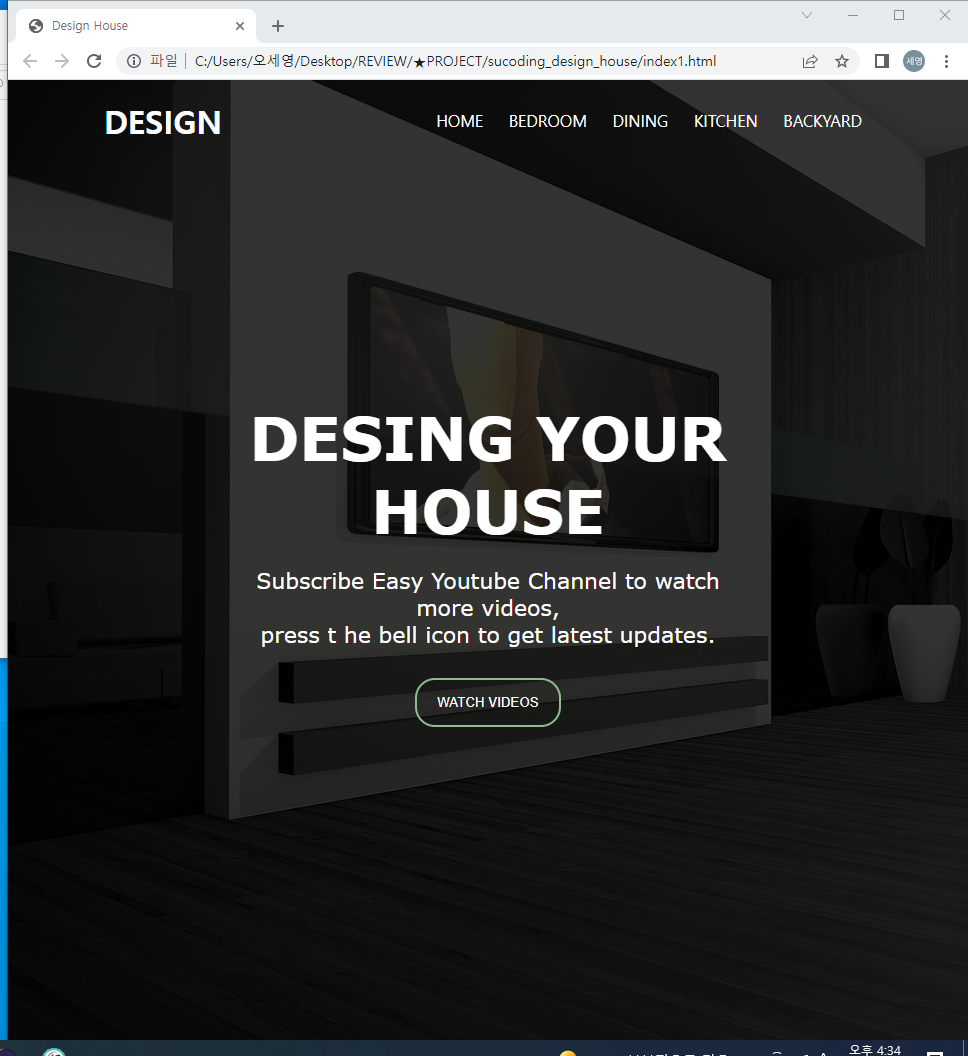 Design House
파일
C:/Users/오세영/Desktop/REVIEW/★PROJECT/sucoding_design_house/index1.html
세영
DESIGN
HOME BEDROOM DINING KITCHEN BACKYARD
DESING YOUR
HOUSE
Subscribe Easy Youtube Channel to watch
more videos,
press t he bell icon to get latest updates.
WATCH VIDEOS
오후 4:34